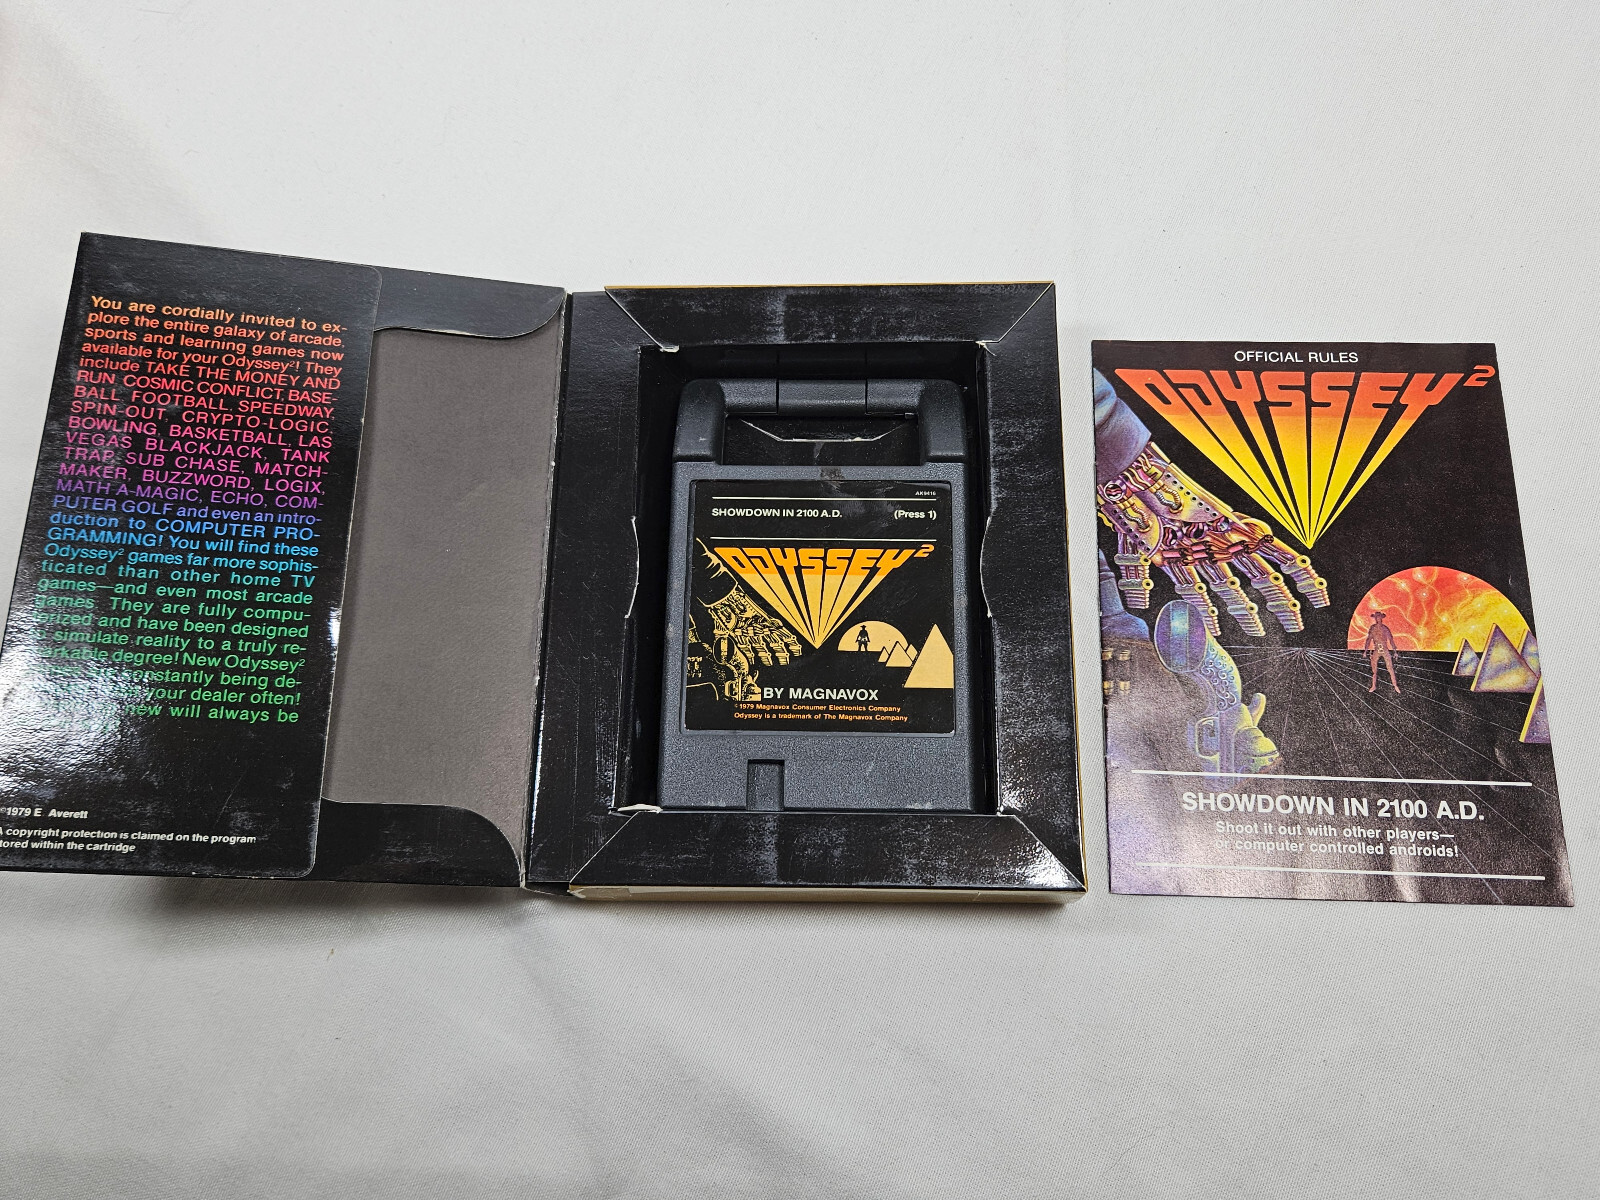 You are cordially invited to ex-
plore the entire galaxy of arcade,
sports and learning games now
available for your Odyssey²! They
include TAKE THE MONEY AND
RUN, COSMIC CONFLICT, BASE-
BALL, FOOTBALL, SPEEDWAY,
SPIN-OUT, CRYPTO-LOGIC,
BOWLING, BASKETBALL, LAS
VEGAS BLACKJACK, TANK
TRAP, SUB CHASE, MATCH-
MAKER, BUZZWORD, LOGIX,
MATH-A-MAGIC, ECHO, COM-
PUTER GOLF and even an intro-
duction to COMPUTER PRO-
GRAMMING! You will find these
Odyssey² games far more sophis-
ticated than other home TV
games—and even most arcade
games. They are fully compu-
erized and have been designed
simulate reality to a truly re-
arkable degree! New Odyssey²
constantly being de-
your dealer often!
new will always be
©1979 E. Averett
A copyright protection is claimed on the program
tored within the cartridge
AK9416
SHOWDOWN IN 2100 A.D. (Press 1)
ODYSSEY²
BY MAGNAVOX
©1979 Magnavox Consumer Electronics Company
Odyssey is a trademark of The Magnavox Company
OFFICIAL RULES
ODYSSEY²
SHOWDOWN IN 2100 A.D.
Shoot it out with other players—
or computer controlled androids!